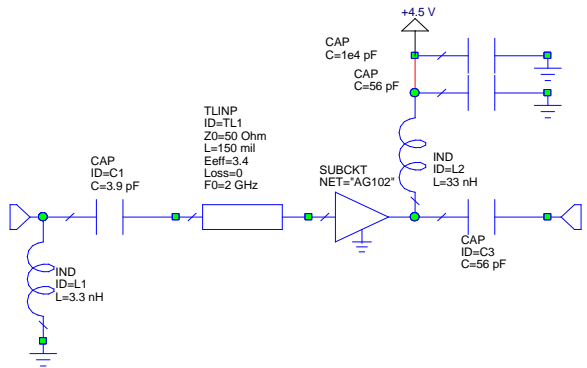 +4.5 V
CAP
C=1e4 pF
CAP
C=56 pF
TLINP
ID=TL1
Z0=50 Ohm
L=150 mil
Eeff=3.4
Loss=0
F0=2 GHz
CAP
ID=C1
C=3.9 pF
SUBCKT
NET="AG102"
IND
ID=L2
L=33 nH
CAP
ID=C3
C=56 pF
IND
ID=L1
L=3.3 nH